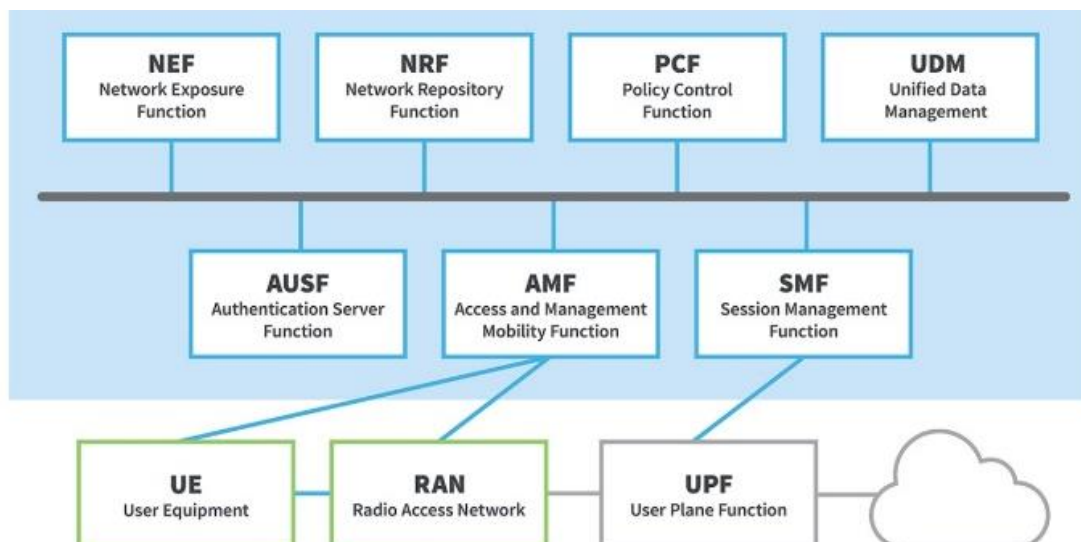 NEF
Network Exposure
Function
NRF
Network Repository
Function
PCF
Policy Control
Function
UDM
Unified Data
Management
AUSF
Authentication Server
Function
AMF
Access and Management
Mobility Function
SMF
Session Management
Function
UE
User Equipment
RAN
Radio Access Network
UPF
User Plane Function